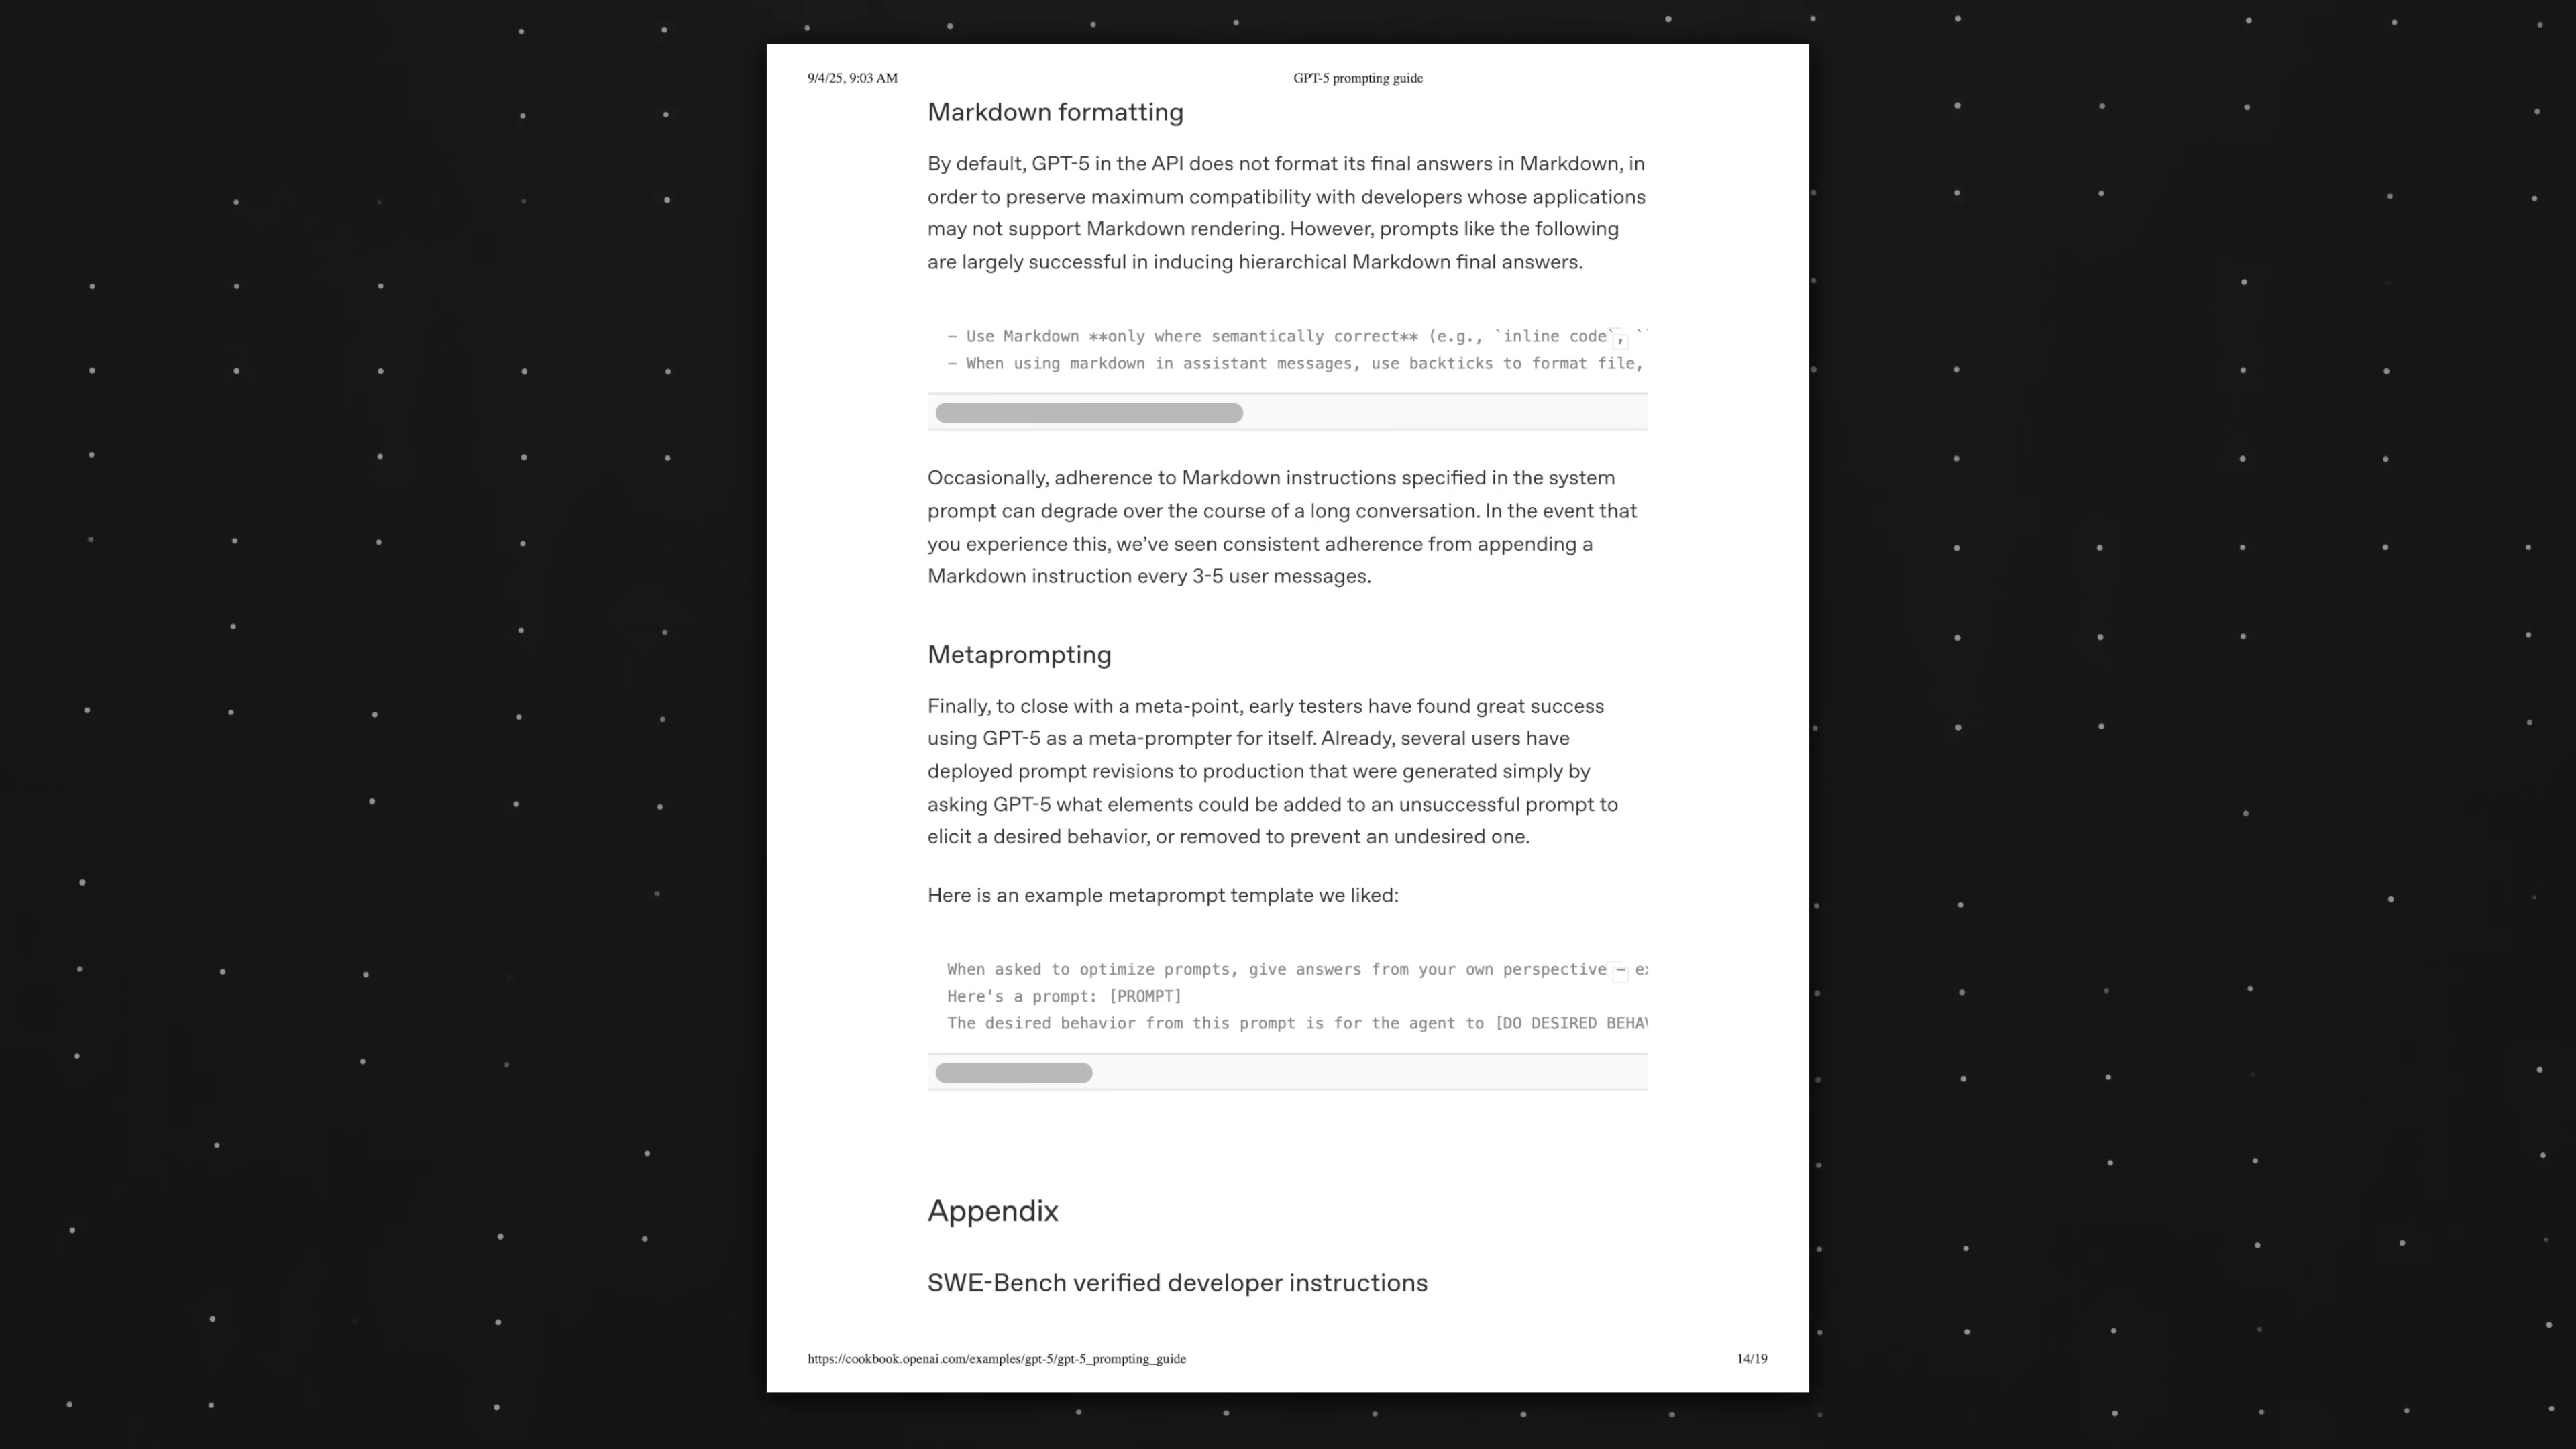 9/4/25, 9:03 AM
GPT-5 prompting guide
Markdown formatting
By default, GPT-5 in the API does not format its final answers in Markdown, in
order to preserve maximum compatibility with developers whose applications
may not support Markdown rendering. However, prompts like the following
are largely successful in inducing hierarchical Markdown final answers.
- Use Markdown **only where semantically correct** (e.g., `inline code`, ``
- When using markdown in assistant messages, use backticks to format file,
Occasionally, adherence to Markdown instructions specified in the system
prompt can degrade over the course of a long conversation. In the event that
you experience this, we’ve seen consistent adherence from appending a
Markdown instruction every 3-5 user messages.
Metaprompting
Finally, to close with a meta-point, early testers have found great success
using GPT-5 as a meta-prompter for itself. Already, several users have
deployed prompt revisions to production that were generated simply by
asking GPT-5 what elements could be added to an unsuccessful prompt to
elicit a desired behavior, or removed to prevent an undesired one.
Here is an example metaprompt template we liked:
When asked to optimize prompts, give answers from your own perspective -
Here's a prompt: [PROMPT]
The desired behavior from this prompt is for the agent to [DO DESIRED
Appendix
SWE-Bench verified developer instructions
https://cookbook.openai.com/examples/gpt-5/gpt-5_prompting_guide
14/19